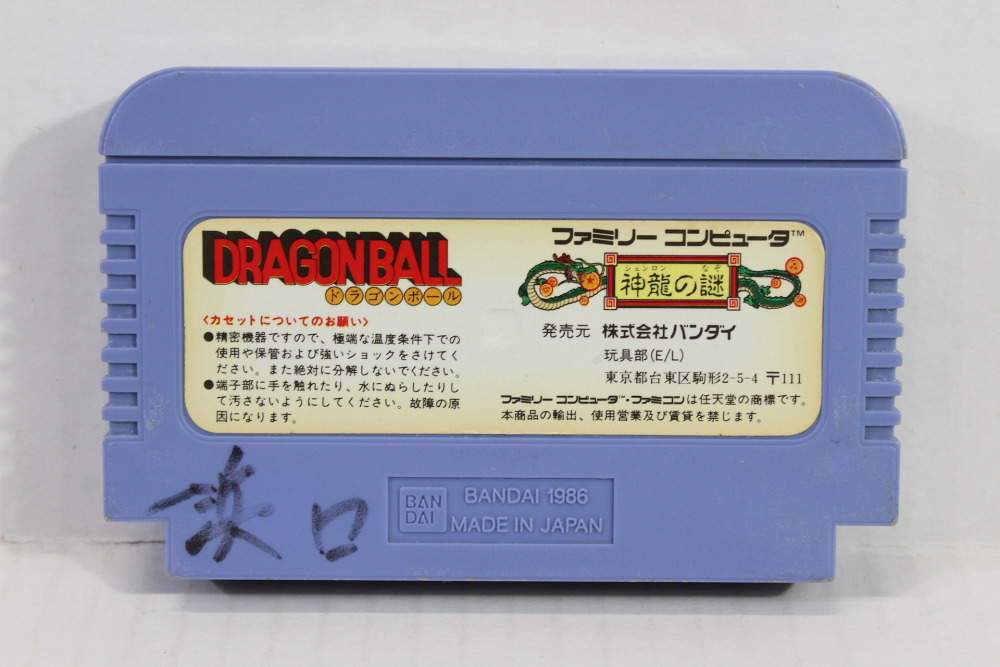 DRAGON BALL
ドラゴンボール
〈カセットについてのお願い〉
●精密機器ですので、極端な温度条件下での
使用や保管および強いショックをさけてく
ださい。また絶対に分解しないでください。
●端子部に手を触れたり、水にぬらしたりし
て汚さないようにしてください。故障の原
因になります。
ファミリー コンピュータ™
シェンロン なぞ
神龍の謎
発売元 株式会社バンダイ
玩具部(E/L)
東京都台東区駒形2-5-4 〒111
ファミリー コンピュータ™・ファミコンは任天堂の商標です。
本商品の輸出、使用営業及び賃貸を禁じます。
浜口
BAN
DAI
BANDAI 1986
MADE IN JAPAN